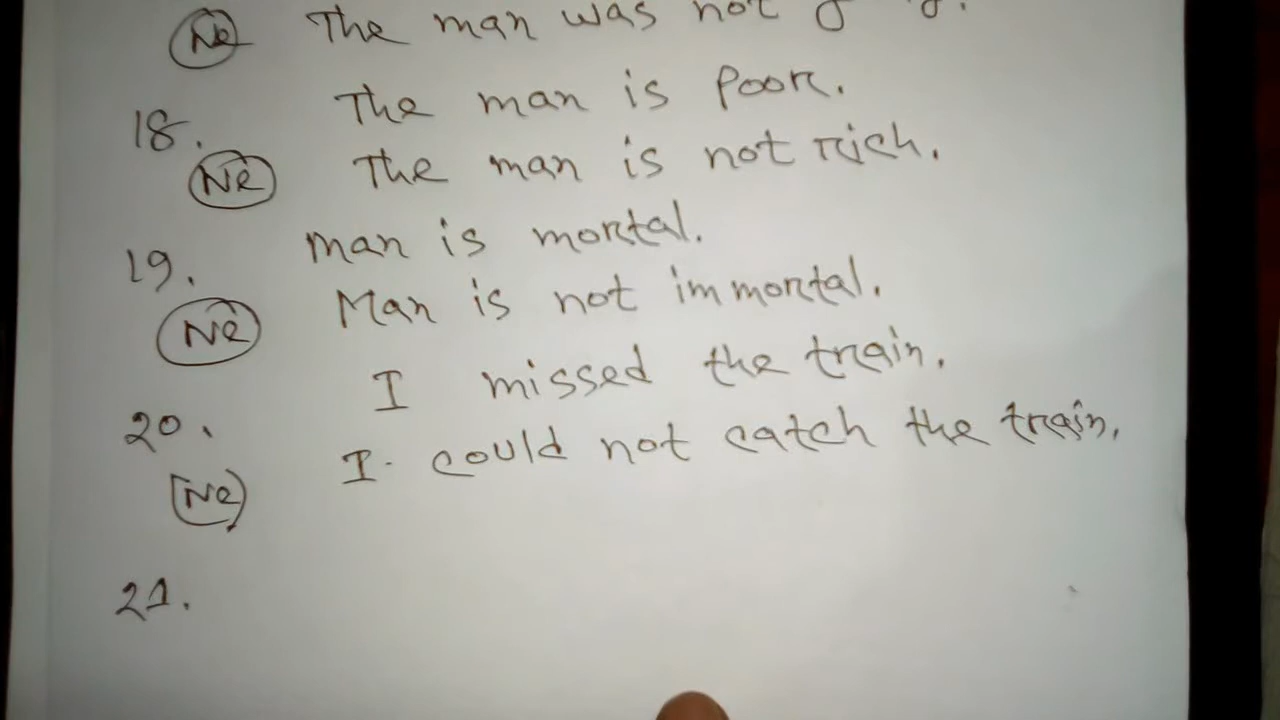 Ne The man was not
18. The man is Poor.
Ne The man is not rich.
19. man is mortal.
Ne Man is not immortal.
20. I missed the train.
Ne I could not catch the train.
21.